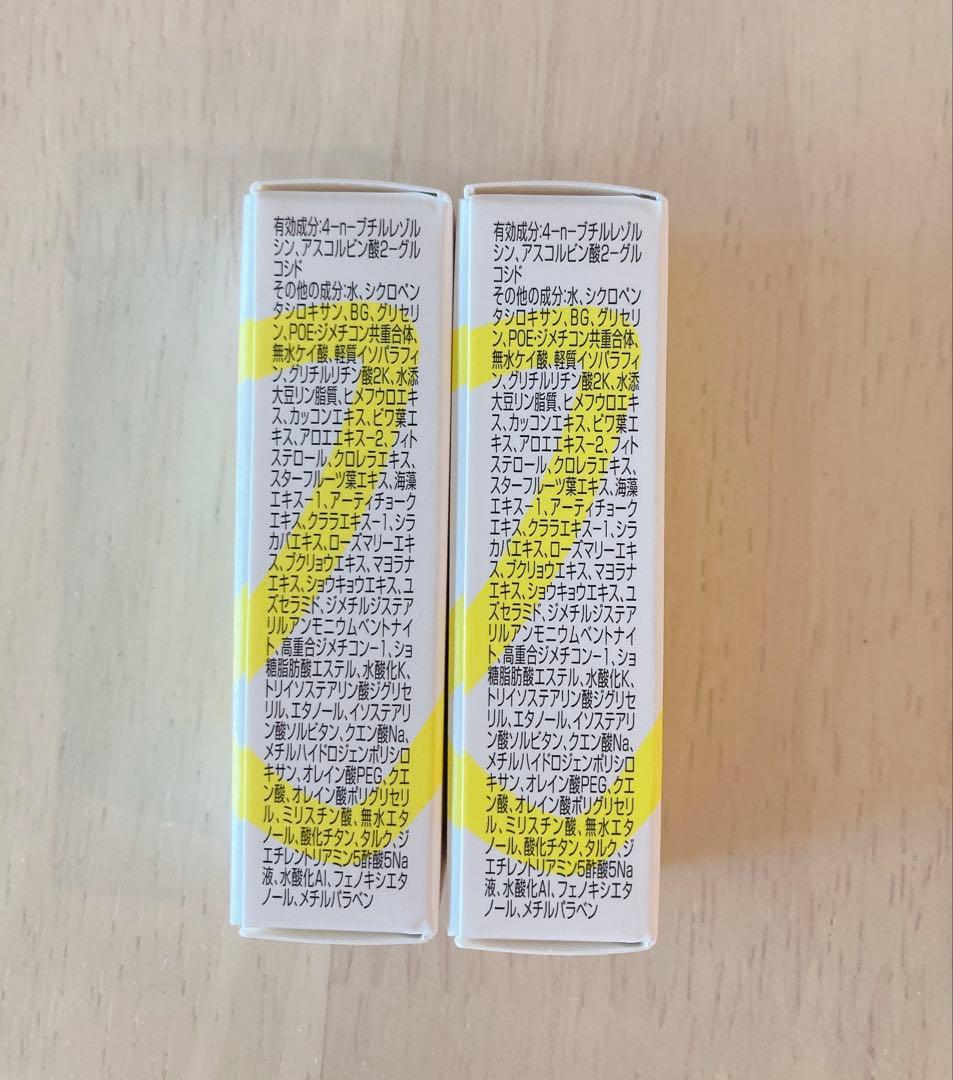 有効成分:4-n-ブチルレゾル
シン、アスコルビン酸2-グル
コシド
その他の成分:水、シクロペン
タシロキサン、BG、グリセリ
ン、POE・ジメチコン共重合体、
無水ケイ酸、軽質イソパラフィ
ン、グリチルリチン酸2K、水添
大豆リン脂質、ヒメフウロエキ
ス、カッコンエキス、ビワ葉エ
キス、アロエエキス-2、フィト
ステロール、クロレラエキス、
スターフルーツ葉エキス、海藻
エキス-1、アーティチョーク
エキス、クララエキス-1、シラ
カバエキス、ローズマリーエキ
ス、ブクリョウエキス、マヨラナ
エキス、ショウキョウエキス、ユ
ズセラミド、ジメチルジステア
リルアンモニウムベントナイ
ト、高重合ジメチコン-1、ショ
糖脂肪酸エステル、水酸化K、
トリイソステアリン酸ジグリセ
リル、エタノール、イソステアリ
ン酸ソルビタン、クエン酸Na、
メチルハイドロジェンポリシロ
キサン、オレイン酸PEG、クエ
ン酸、オレイン酸ポリグリセリ
ル、ミリスチン酸、無水エタ
ノール、酸化チタン、タルク、ジ
エチレントリアミン5酢酸5Na
液、水酸化Al、フェノキシエタ
ノール、メチルパラベン
有効成分:4-n-ブチルレゾル
シン、アスコルビン酸2-グル
コシド
その他の成分:水、シクロペン
タシロキサン、BG、グリセリ
ン、POE・ジメチコン共重合体、
無水ケイ酸、軽質イソパラフィ
ン、グリチルリチン酸2K、水添
大豆リン脂質、ヒメフウロエキ
ス、カッコンエキス、ビワ葉エ
キス、アロエエキス-2、フィト
ステロール、クロレラエキス、
スターフルーツ葉エキス、海藻
エキス-1、アーティチョーク
エキス、クララエキス-1、シラ
カバエキス、ローズマリーエキ
ス、ブクリョウエキス、マヨラナ
エキス、ショウキョウエキス、ユ
ズセラミド、ジメチルジステア
リルアンモニウムベントナイ
ト、高重合ジメチコン-1、ショ
糖脂肪酸エステル、水酸化K、
トリイソステアリン酸ジグリセ
リル、エタノール、イソステアリ
ン酸ソルビタン、クエン酸Na、
メチルハイドロジェンポリシロ
キサン、オレイン酸PEG、クエ
ン酸、オレイン酸ポリグリセリ
ル、ミリスチン酸、無水エタ
ノール、酸化チタン、タルク、ジ
エチレントリアミン5酢酸5Na
液、水酸化Al、フェノキシエタ
ノール、メチルパラベン